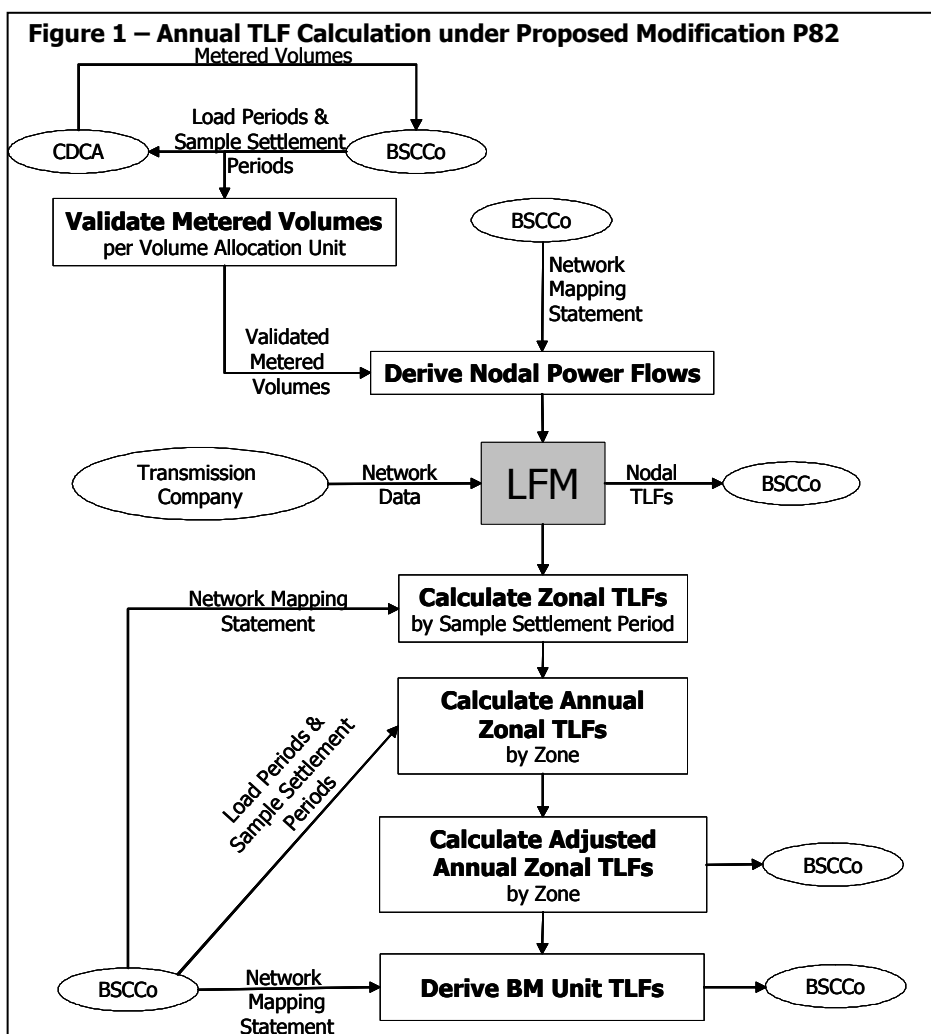 Figure 1 – Annual TLF Calculation under Proposed Modification P82
Metered Volumes
Load Periods &
Sample Settlement
Periods
CDCA
BSCCo
Validate Metered Volumes
per Volume Allocation Unit
BSCCo
Network
Mapping
Statement
Validated
Metered
Volumes
Derive Nodal Power Flows
Transmission
Company
Network
Data
LFM
Nodal
TLFs
BSCCo
Network Mapping
Statement
Calculate Zonal TLFs
by Sample Settlement Period
Load Periods &
Sample Settlement
Periods
Calculate Annual
Zonal TLFs
by Zone
Calculate Adjusted
Annual Zonal TLFs
by Zone
BSCCo
BSCCo
Network
Mapping
Statement
Derive BM Unit TLFs
BSCCo